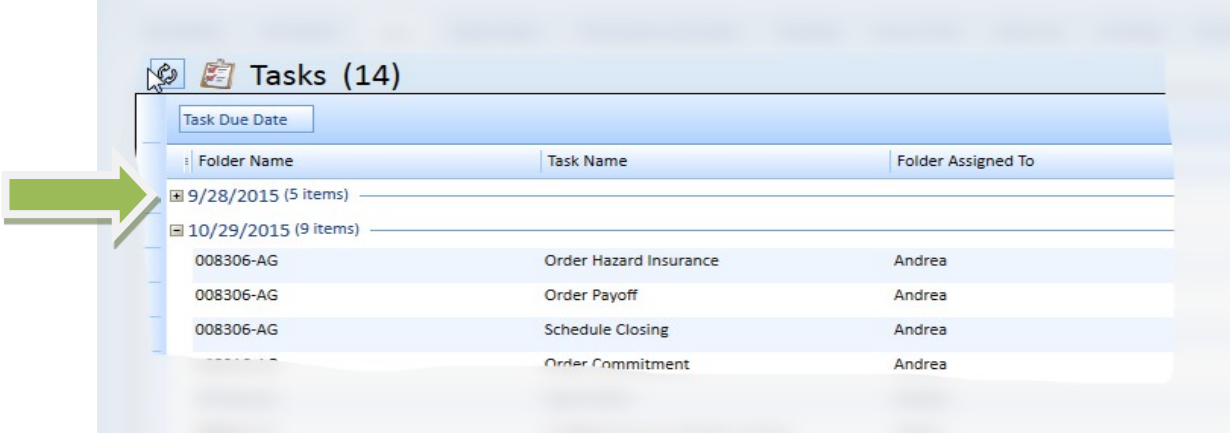 Tasks (14)
Task Due Date
Folder Name Task Name Folder Assigned To
9/28/2015 (5 items)
10/29/2015 (9 items)
008306-AG Order Hazard Insurance Andrea
008306-AG Order Payoff Andrea
008306-AG Schedule Closing Andrea
Order Commitment Andrea